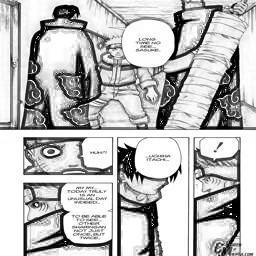 LONG
TIME NO
SEE...
SASUKE.
HUH?!
...UCHIHA
ITACHI...
!
MY MY...
TODAY TRULY
IS AN
UNUSUAL DAY
INDEED...
TO BE ABLE
TO SEE
OTHER
SHARINGAN
NOT JUST
ONCE, BUT
TWICE.